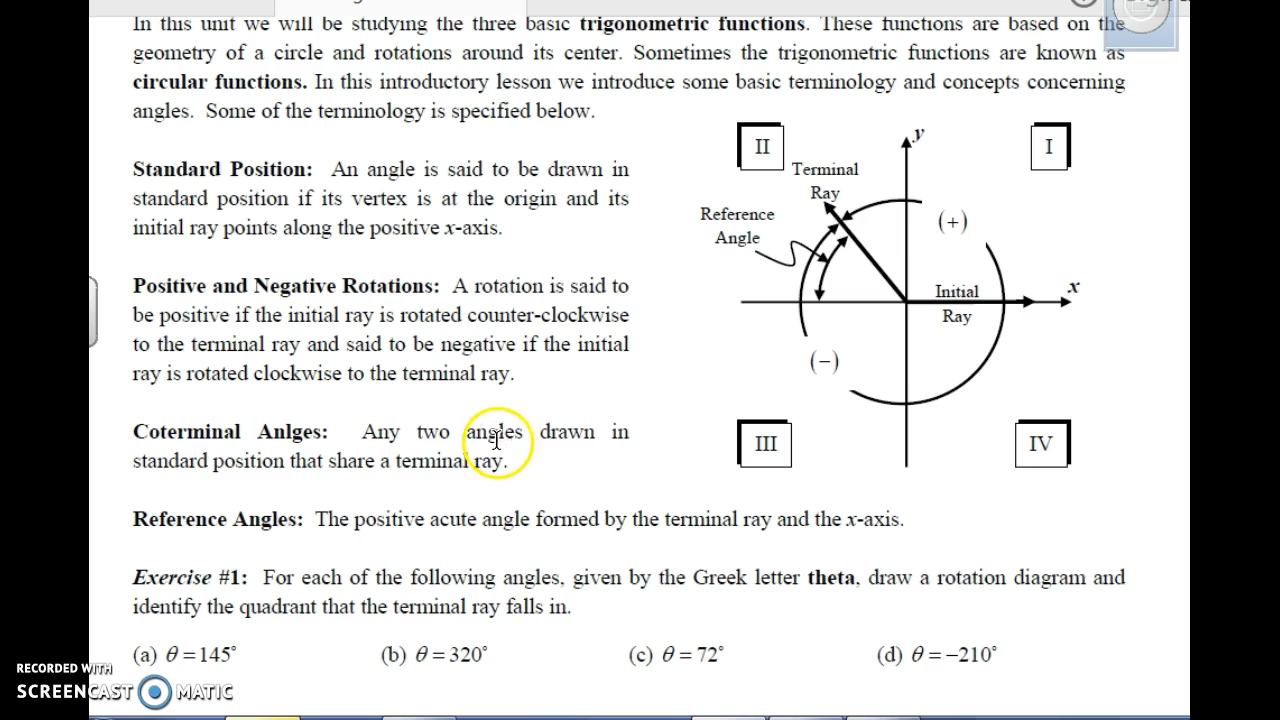 In this unit we will be studying the three basic trigonometric functions. These functions are based on the
geometry of a circle and rotations around its center. Sometimes the trigonometric functions are known as
circular functions. In this introductory lesson we introduce some basic terminology and concepts concerning
angles. Some of the terminology is specified below.
Standard Position: An angle is said to be drawn in
standard position if its vertex is at the origin and its
initial ray points along the positive x-axis.
Positive and Negative Rotations: A rotation is said to
be positive if the initial ray is rotated counter-clockwise
to the terminal ray and said to be negative if the initial
ray is rotated clockwise to the terminal ray.
Coterminal Anlges: Any two angles drawn in
standard position that share a terminal ray.
II
I
y
Terminal
Ray
Reference
Angle
(+)
Initial
Ray
x
(−)
III
IV
Reference Angles: The positive acute angle formed by the terminal ray and the x-axis.
Exercise #1: For each of the following angles, given by the Greek letter theta, draw a rotation diagram and
identify the quadrant that the terminal ray falls in.
(a) θ = 145° (b) θ = 320° (c) θ = 72° (d) θ = −210°
RECORDED WITH
SCREENCAST MATIC